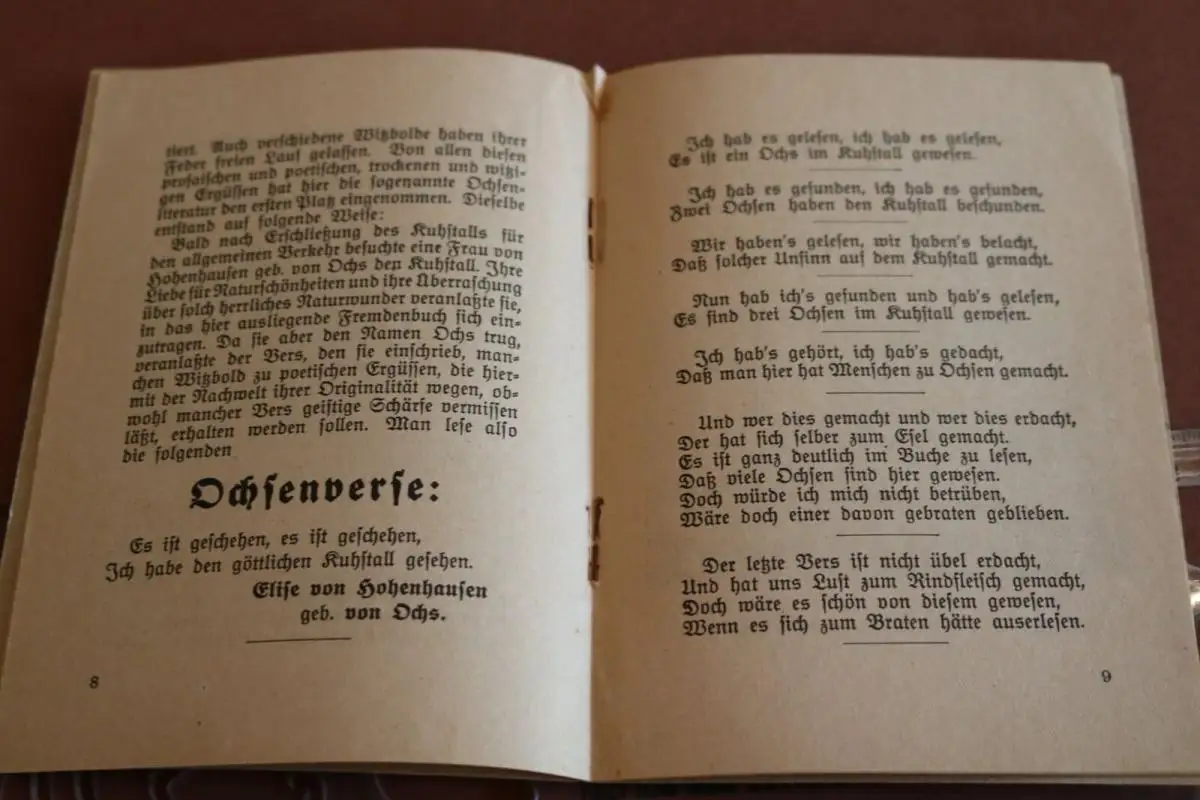 tiert. Auch verschiedene Witzbolde haben ihrer
Feder freien Lauf gelassen. Von allen diesen
prosaischen und poetischen, trockenen und witzi-
gen Ergüssen hat hier die sogenannte Ochsen-
literatur den ersten Platz eingenommen. Dieselbe
entstand auf folgende Weise:
Bald nach Erschließung des Kuhstalls für
den allgemeinen Verkehr besuchte eine Frau von
Hohenhausen geb. von Ochs den Kuhstall. Ihre
Liebe für Naturschönheiten und ihre Überraschung
über solch herrliches Naturwunder veranlaßte sie,
in das hier ausliegende Fremdenbuch sich ein-
zutragen. Da sie aber den Namen Ochs trug,
veranlaßte der Vers, den sie einschrieb, man-
chen Witzbold zu poetischen Ergüssen, die hier-
mit der Nachwelt ihrer Originalität wegen, ob-
wohl mancher Vers geistige Schärfe vermissen
läßt, erhalten werden sollen. Man lese also
die folgenden
Ochsenverse:
Es ist geschehen, es ist geschehen,
Ich habe den göttlichen Kuhstall gesehen.
Elise von Hohenhausen
geb. von Ochs.
8
Ich hab es gelesen, ich hab es gelesen,
Es ist ein Ochs im Kuhstall gewesen.
Ich hab es gefunden, ich hab es gefunden,
Zwei Ochsen haben den Kuhstall beschunden.
Wir haben's gelesen, wir haben's belacht,
Daß solcher Unsinn auf dem Kuhstall gemacht.
Nun hab ich's gefunden und hab's gelesen,
Es sind drei Ochsen im Kuhstall gewesen.
Ich hab's gehört, ich hab's gedacht,
Daß man hier hat Menschen zu Ochsen gemacht.
Und wer dies gemacht und wer dies erdacht,
Der hat sich selber zum Esel gemacht.
Es ist ganz deutlich im Buche zu lesen,
Daß viele Ochsen sind hier gewesen.
Doch würde ich mich nicht betrüben,
Wäre doch einer davon gebraten geblieben.
Der letzte Vers ist nicht übel erdacht,
Und hat uns Lust zum Rindfleisch gemacht,
Doch wäre es schön von diesem gewesen,
Wenn es sich zum Braten hätte auserlesen.
9